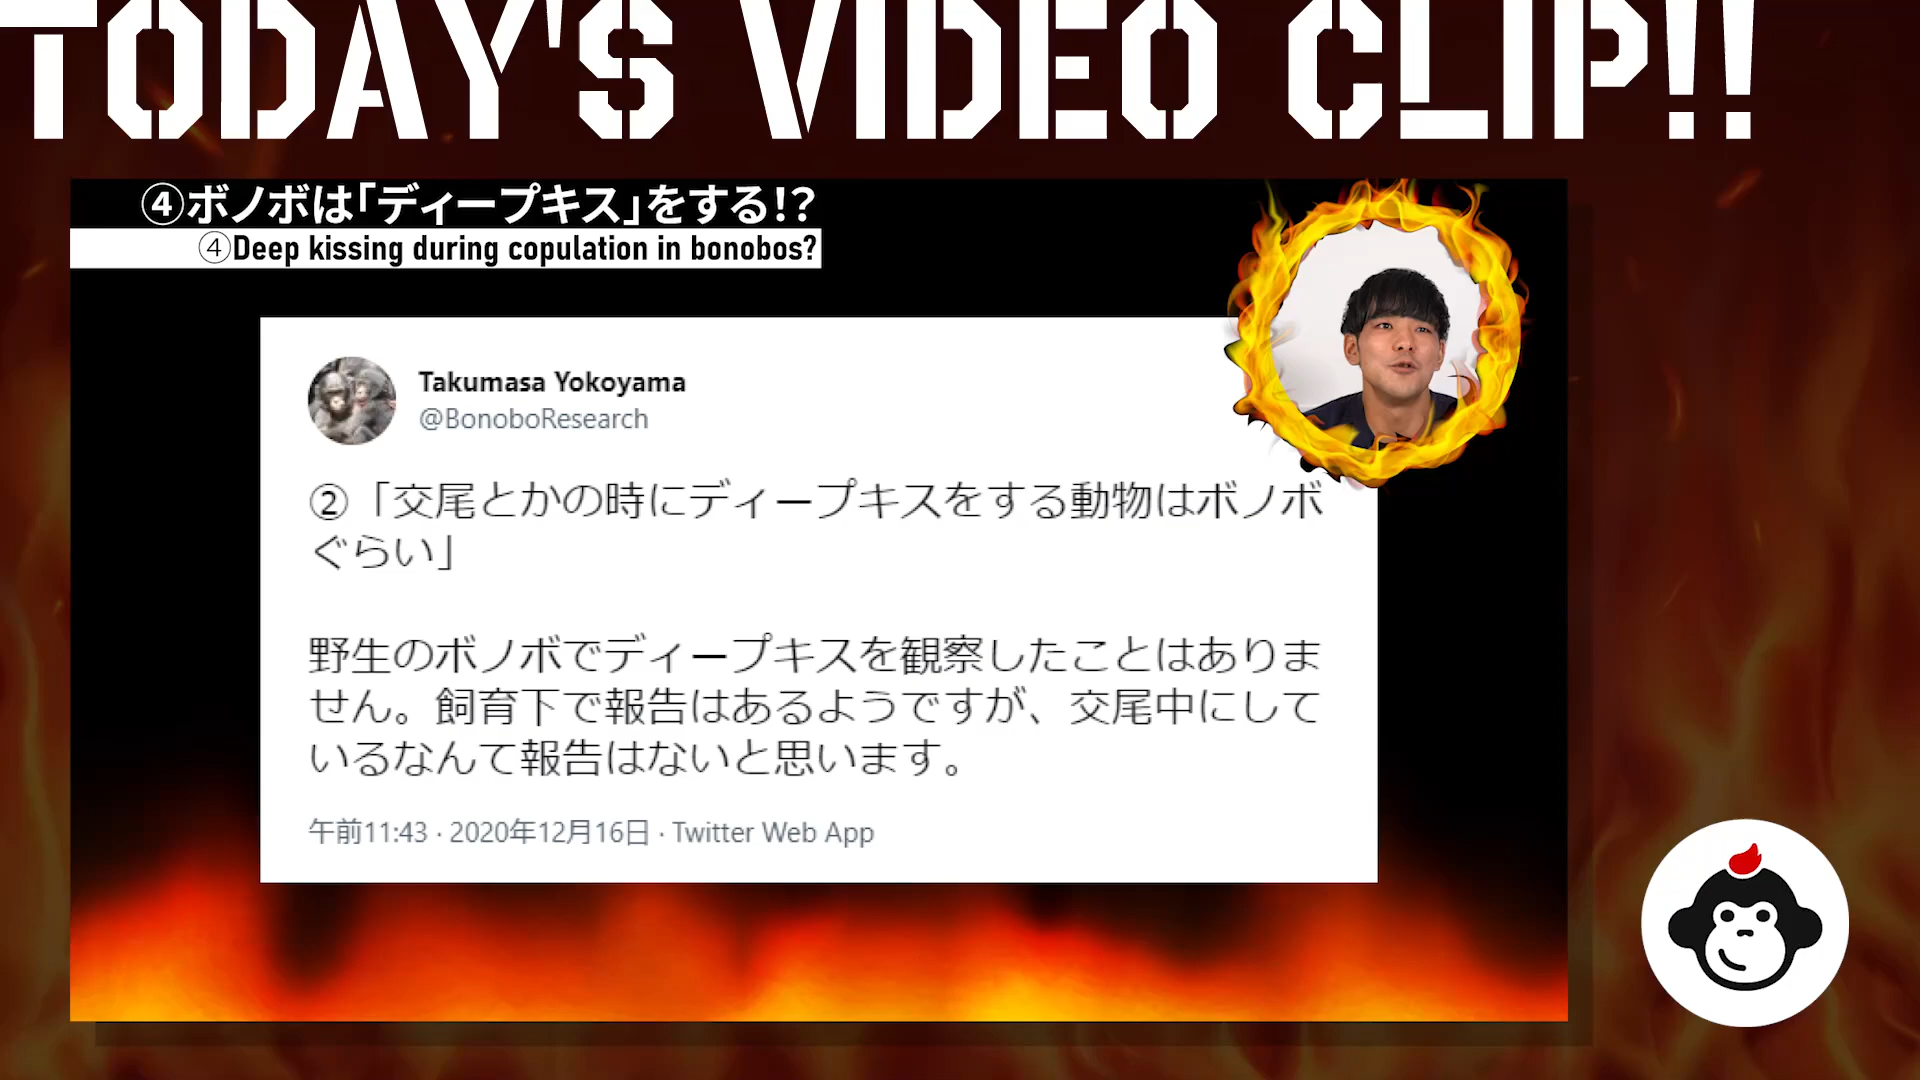 TODAY'S VIDEO CLIP!!
④ボノボは「ディープキス」をする!?
④Deep kissing during copulation in bonobos?
Takumasa Yokoyama
@BonoboResearch
②「交尾とかの時にディープキスをする動物はボノボ
ぐらい」
野生のボノボでディープキスを観察したことはありま
せん。飼育下で報告はあるようですが、交尾中にして
いるなんて報告はないと思います。
午前11:43 · 2020年12月16日 · Twitter Web App